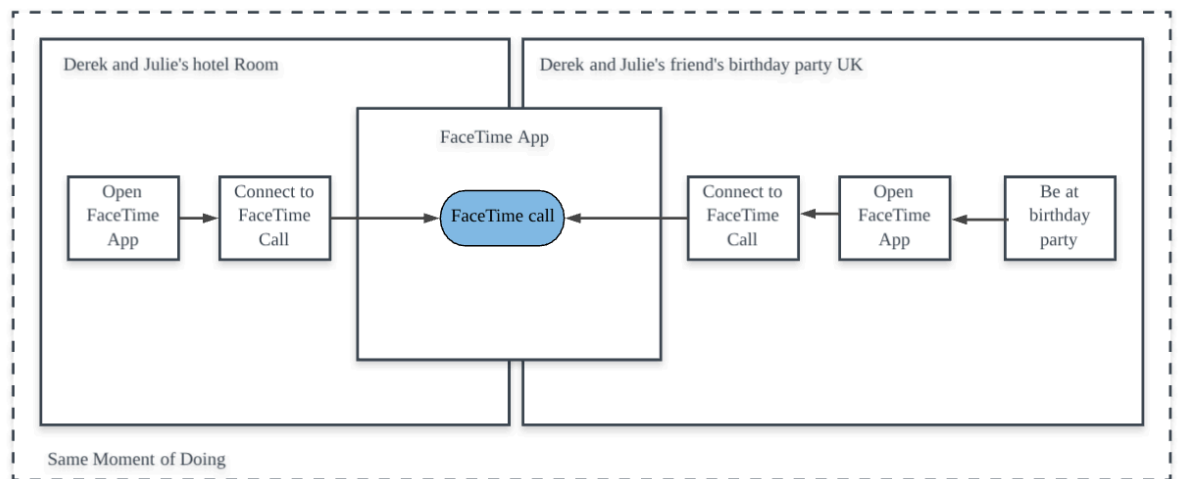 Derek and Julie's hotel Room
Derek and Julie's friend's birthday party UK
FaceTime App
Open
FaceTime
App
Connect to
FaceTime
Call
FaceTime call
Connect to
FaceTime
Call
Open
FaceTime
App
Be at
birthday
party
Same Moment of Doing